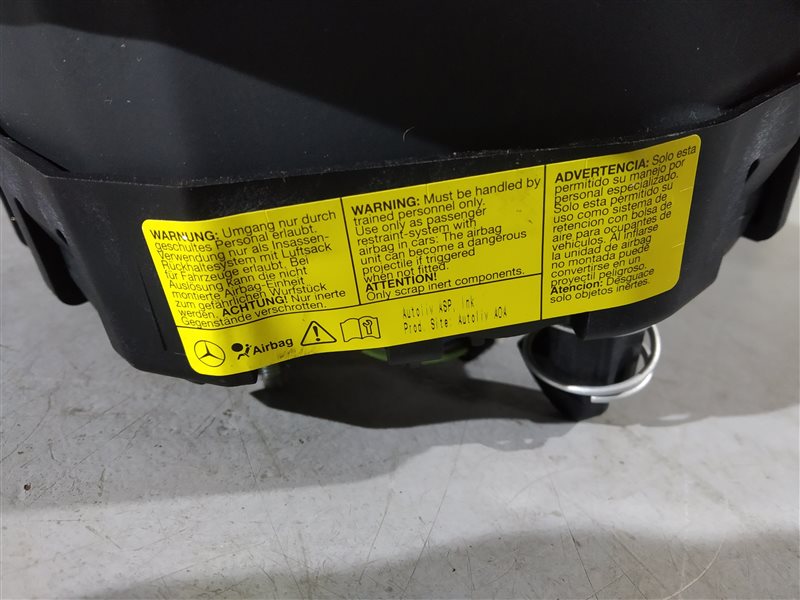 WARNUNG: Umgang nur durch
geschultes Personal erlaubt.
Verwendung nur als Insassen-
Rückhaltesystem mit Luftsack
für Fahrzeuge erlaubt. Bei
Auslösung kann die nicht
montierte Airbag-Einheit
zum gefährlichen Wurfstück
werden. ACHTUNG! Nur inerte
Gegenstände verschrotten.
WARNING: Must be handled by
trained personnel only.
Use only as passenger
restraint-system with
airbag in cars: The airbag
unit can become a dangerous
projectile if triggered
when not fitted.
ATTENTION!
Only scrap inert components.
ADVERTENCIA: Solo esta
permitido su manejo por
personal especializado.
Solo esta permitido su
uso como sistema de
retención con bolsa de
aire para ocupantes de
vehículos. Al inflarse
la unidad de airbag
no montada puede
convertirse en un
proyectil peligroso.
Atención: Desguace
solo objetos inertes.
Airbag
Autoliv ASP, Ink
Prod Site: Autoliv AOA